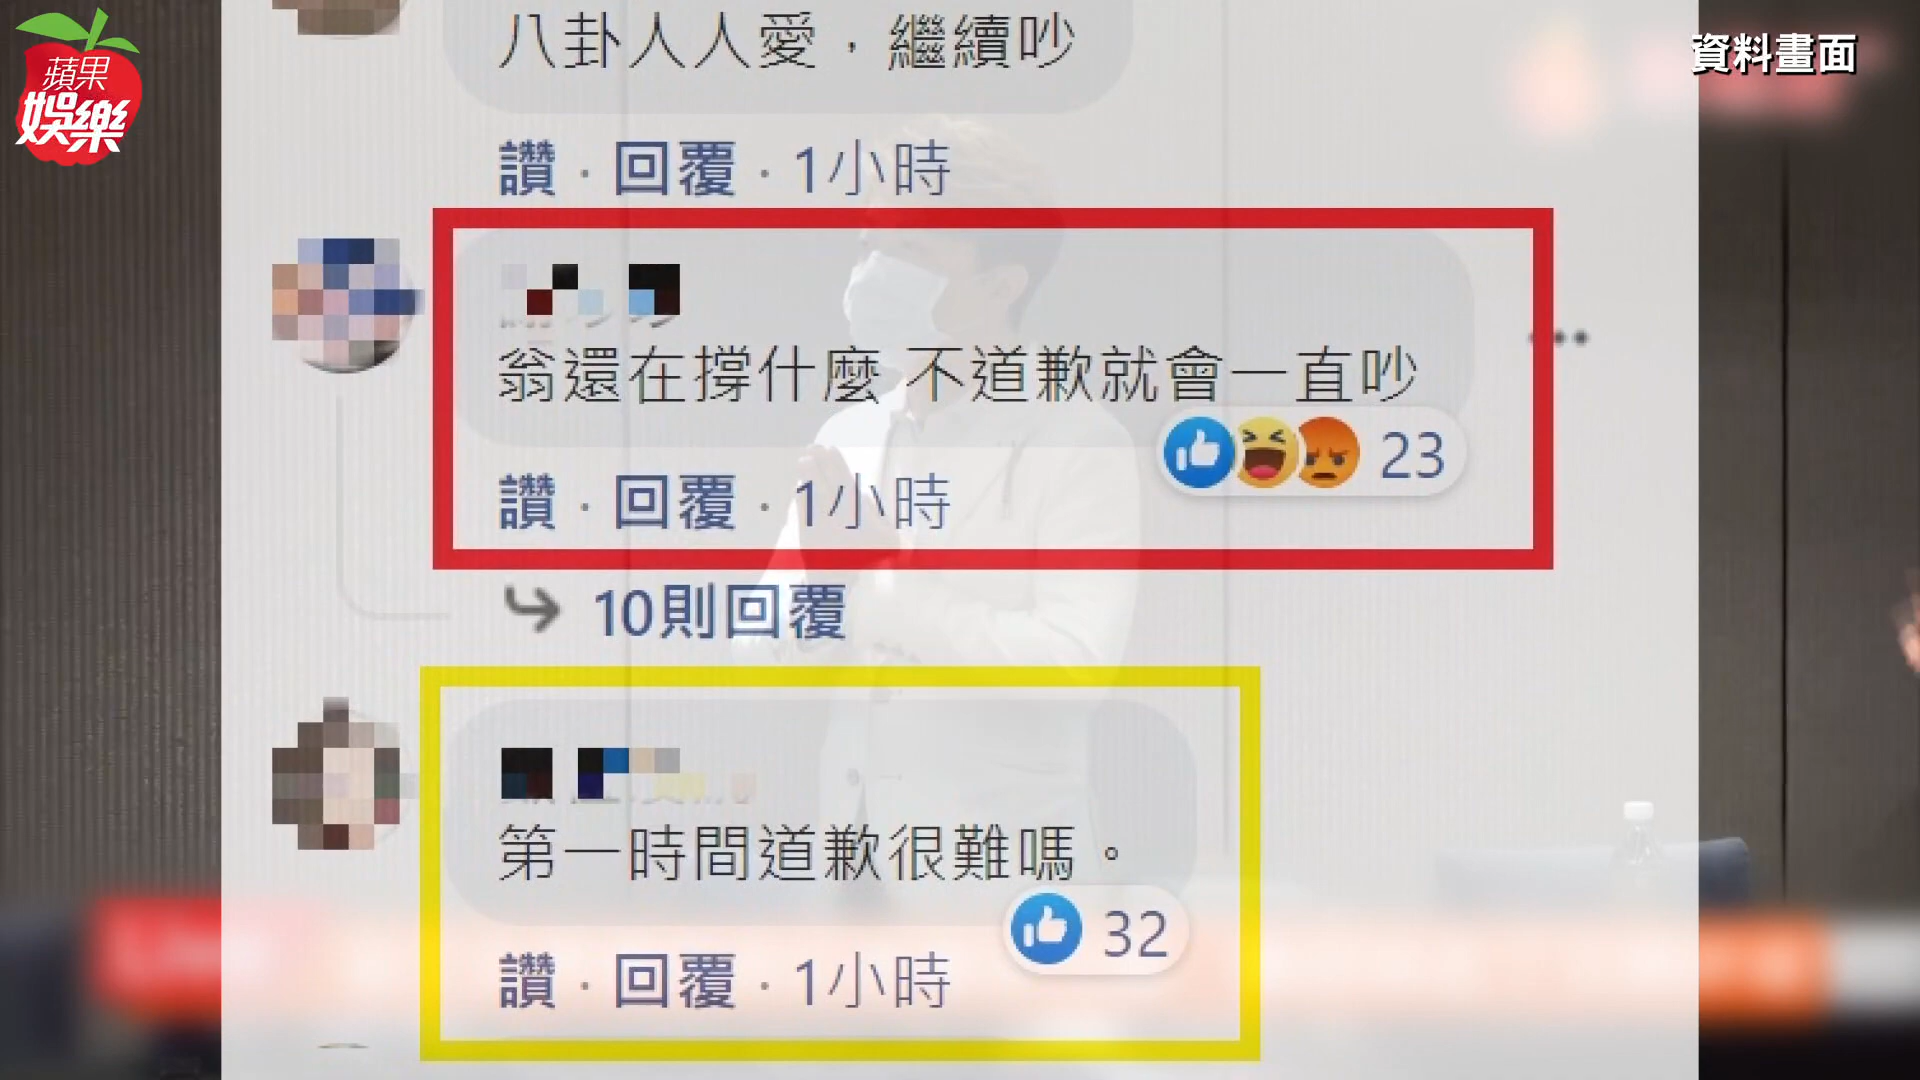 蘋果
娛樂
資料畫面
八卦人人愛，繼續吵
讚 · 回覆 · 1小時
翁還在撐什麼 不道歉就會一直吵
23
讚 · 回覆 · 1小時
10則回覆
第一時間道歉很難嗎。
32
讚 · 回覆 · 1小時